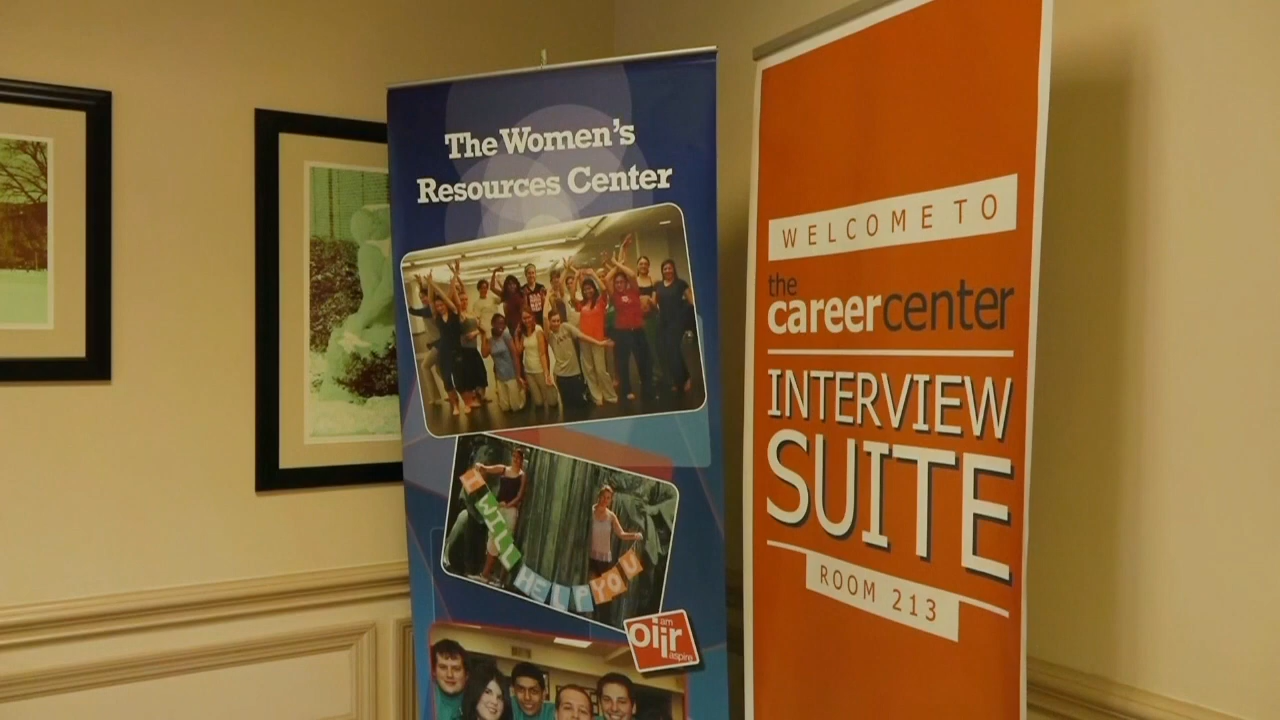 The Women's
Resources Center
I WILL HELP YOU
am
oiir
aspire
WELCOME TO
the
careercenter
INTERVIEW
SUITE
ROOM 213